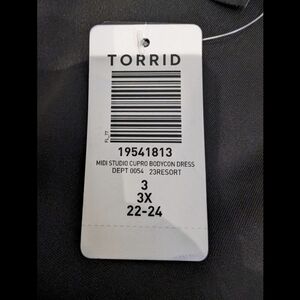 TORRID
19541813
MIDI STUDIO CUPRO BODYCON DRESS
DEPT 0054 23RESORT
3
3X
22-24